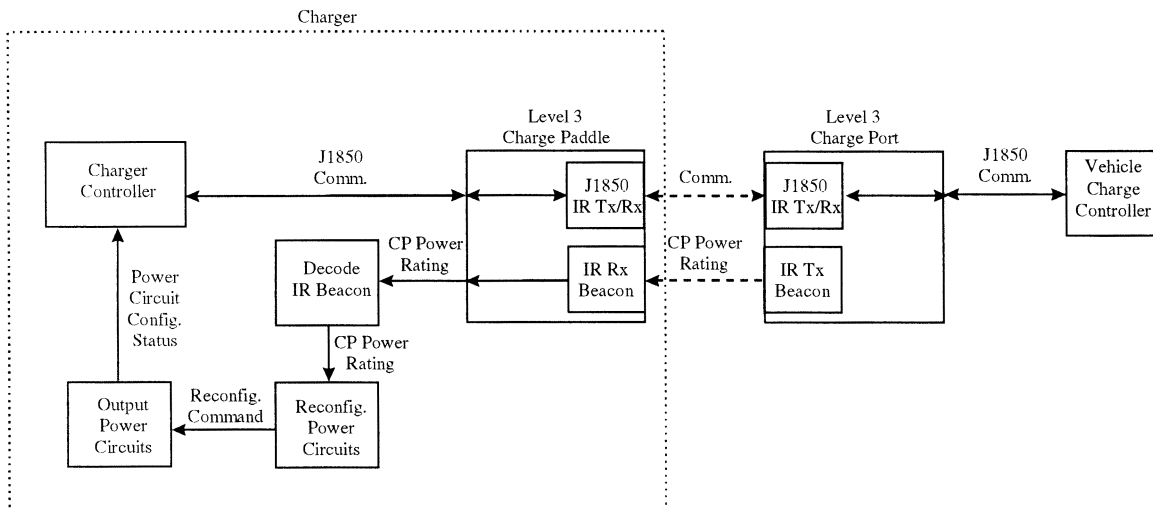 Charger
Level 3
Charge Paddle
Level 3
Charge Port
Charger
Controller
J1850
Comm.
J1850
IR Tx/Rx
Comm.
J1850
IR Tx/Rx
J1850
Comm.
Vehicle
Charge
Controller
Decode
IR Beacon
CP Power
Rating
IR Rx
Beacon
CP Power
Rating
IR Tx
Beacon
Power
Circuit
Config.
Status
CP Power
Rating
Output
Power
Circuits
Reconfig.
Command
Reconfig.
Power
Circuits